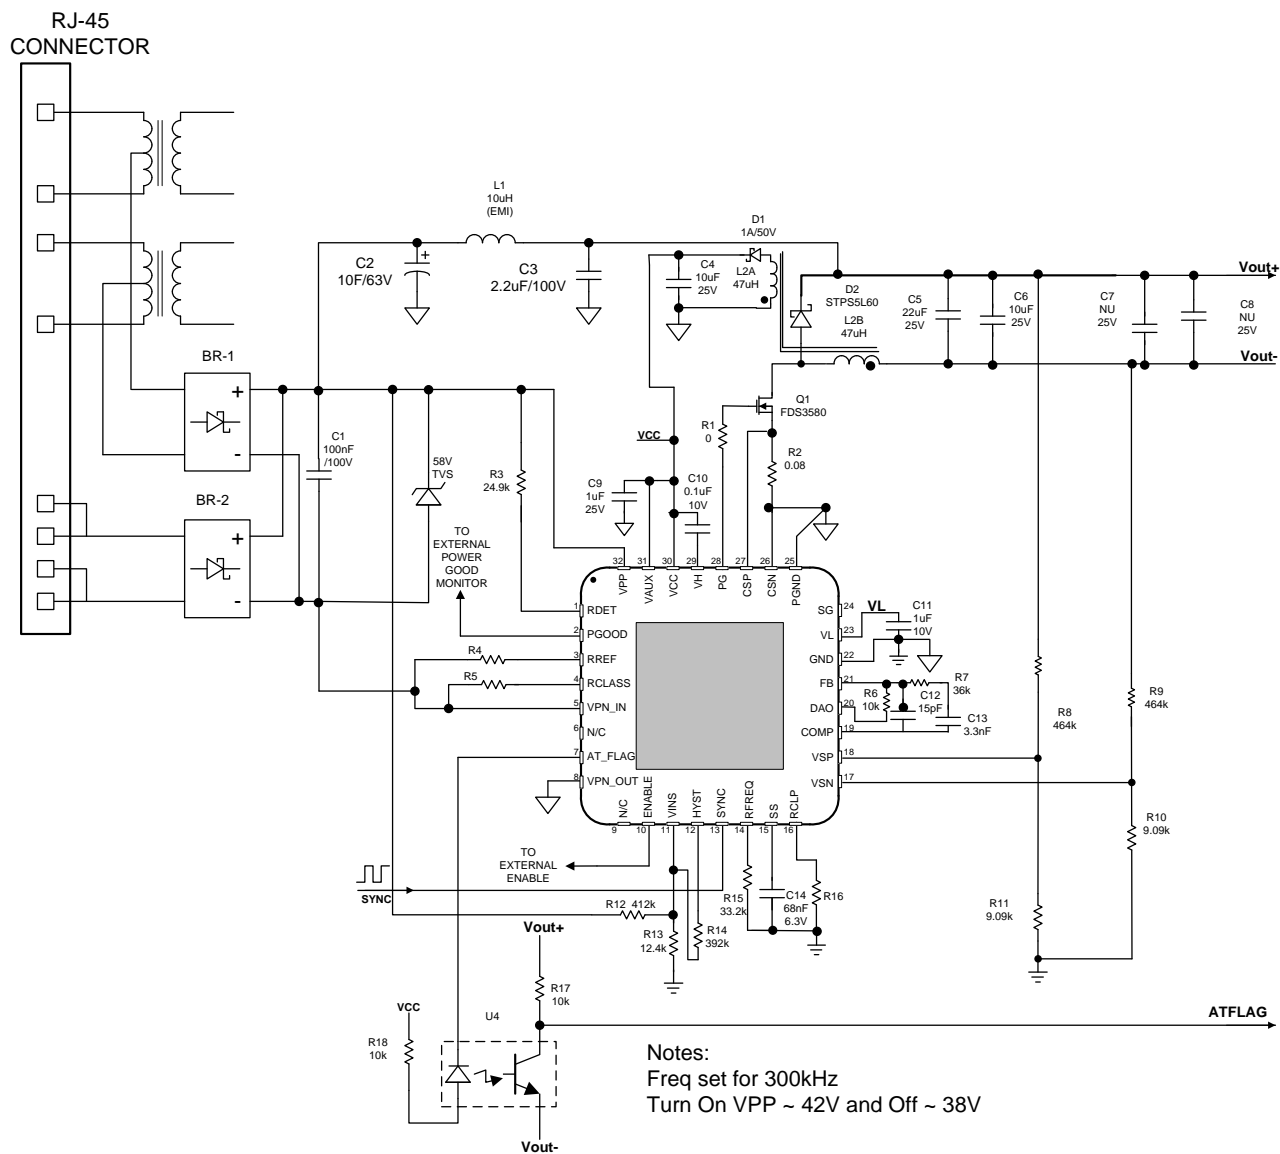 RJ-45
CONNECTOR
L1
10uH
(EMI)
C2
10F/63V
+
C3
2.2uF/100V
D1
1A/50V
C4
10uF
25V
L2A
47uH
D2
STPS5L60
L2B
47uH
C5
22uF
25V
C6
10uF
25V
C7
NU
25V
C8
NU
25V
Vout+
Vout-
BR-1
+
-
BR-2
+
-
C1
100nF
/100V
58V
TVS
R3
24.9k
VCC
C9
1uF
25V
C10
0.1uF
10V
R1
0
Q1
FDS3580
R2
0.08
TO
EXTERNAL
POWER
GOOD
MONITOR
32 31 30 29 28 27 26 25
VPP VAUX VCC VH PG CSP CSN PGND
1 RDET
2 PGOOD
3 RREF
4 RCLASS
5 VPN_IN
6 N/C
7 AT_FLAG
8 VPN_OUT
SG 24
VL 23
GND 22
FB 21
DAO 20
COMP 19
VSP 18
VSN 17
N/C ENABLE VINS HYST SYNC RFREQ SS RCLP
9 10 11 12 13 14 15 16
R4
R5
VL
C11
1uF
10V
R6
10k
C12
15pF
R7
36k
C13
3.3nF
R8
464k
R9
464k
R10
9.09k
R11
9.09k
TO
EXTERNAL
ENABLE
SYNC
R12 412k
R13
12.4k
R14
392k
R15
33.2k
C14
68nF
6.3V
R16
Vout+
R17
10k
VCC
R18
10k
U4
Vout-
ATFLAG
Notes:
Freq set for 300kHz
Turn On VPP ~ 42V and Off ~ 38V